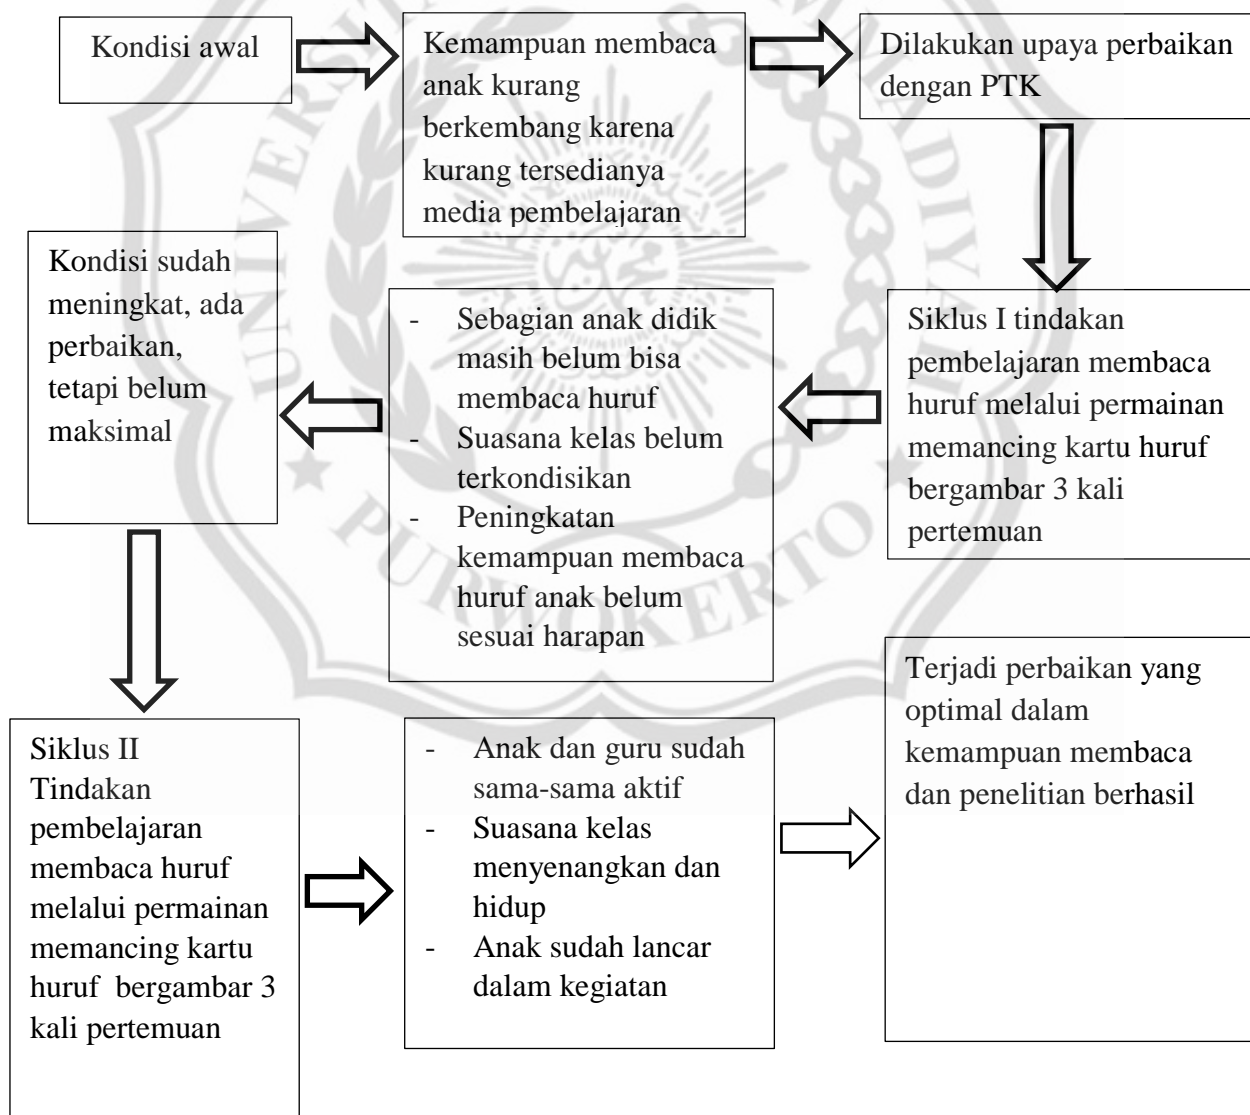 Kondisi awal
Kemampuan membaca
anak kurang
berkembang karena
kurang tersedianya
media pembelajaran
Dilakukan upaya perbaikan
dengan PTK
Siklus I tindakan
pembelajaran membaca
huruf melalui permainan
memancing kartu huruf
bergambar 3 kali
pertemuan
- Sebagian anak didik
masih belum bisa
membaca huruf
- Suasana kelas belum
terkondisikan
- Peningkatan
kemampuan membaca
huruf anak belum
sesuai harapan
Kondisi sudah
meningkat, ada
perbaikan,
tetapi belum
maksimal
Siklus II
Tindakan
pembelajaran
membaca huruf
melalui permainan
memancing kartu
huruf  bergambar 3
kali pertemuan
- Anak dan guru sudah
sama-sama aktif
- Suasana kelas
menyenangkan dan
hidup
- Anak sudah lancar
dalam kegiatan
Terjadi perbaikan yang
optimal dalam
kemampuan membaca
dan penelitian berhasil
PURWOKERTO